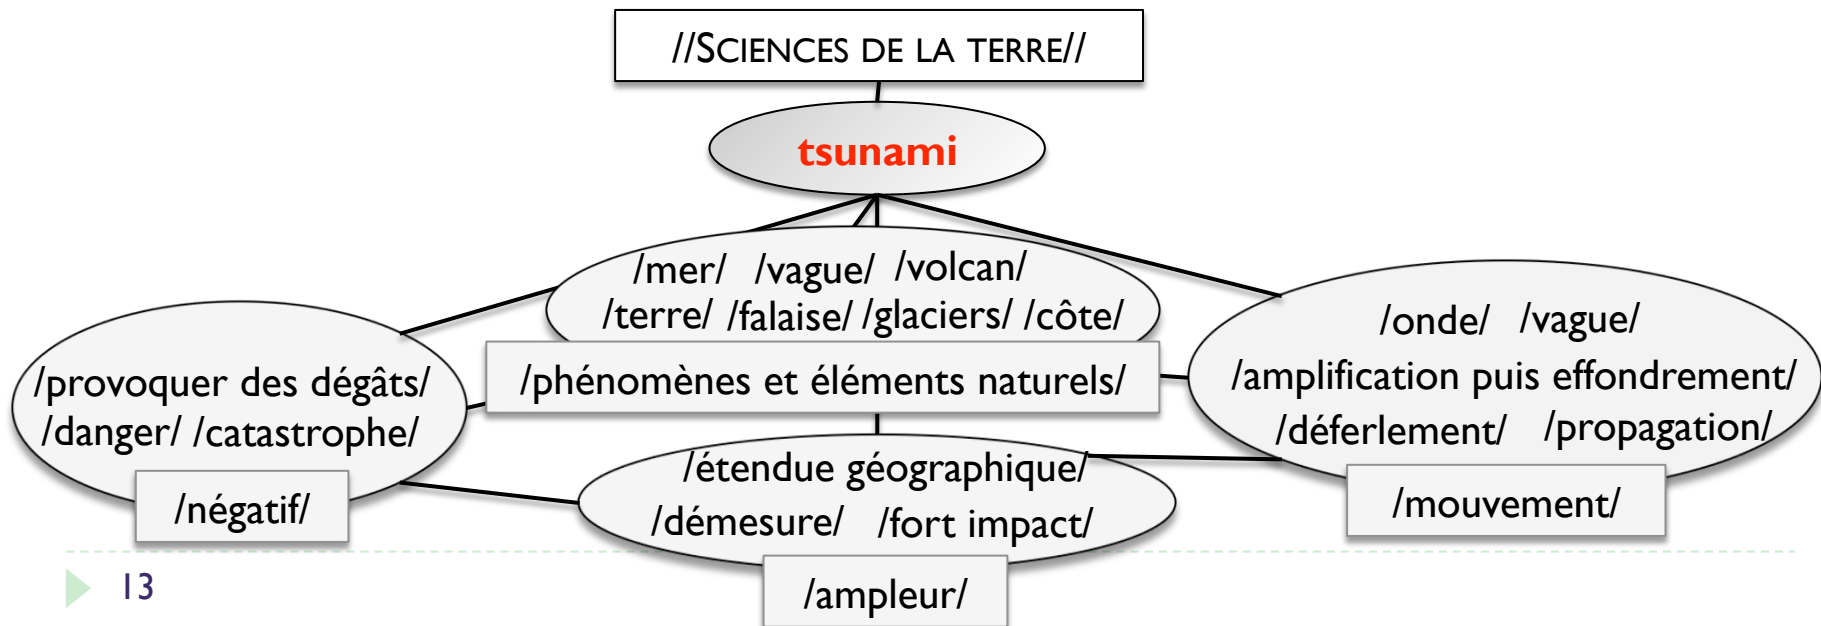 //SCIENCES DE LA TERRE//
tsunami
/mer/ /vague/ /volcan/
/terre/ /falaise/ /glaciers/ /côte/
/phénomènes et éléments naturels/
/provoquer des dégâts/
/danger/ /catastrophe/
/négatif/
/onde/ /vague/
/amplification puis effondrement/
/déferlement/ /propagation/
/mouvement/
/étendue géographique/
/démesure/ /fort impact/
/ampleur/
13